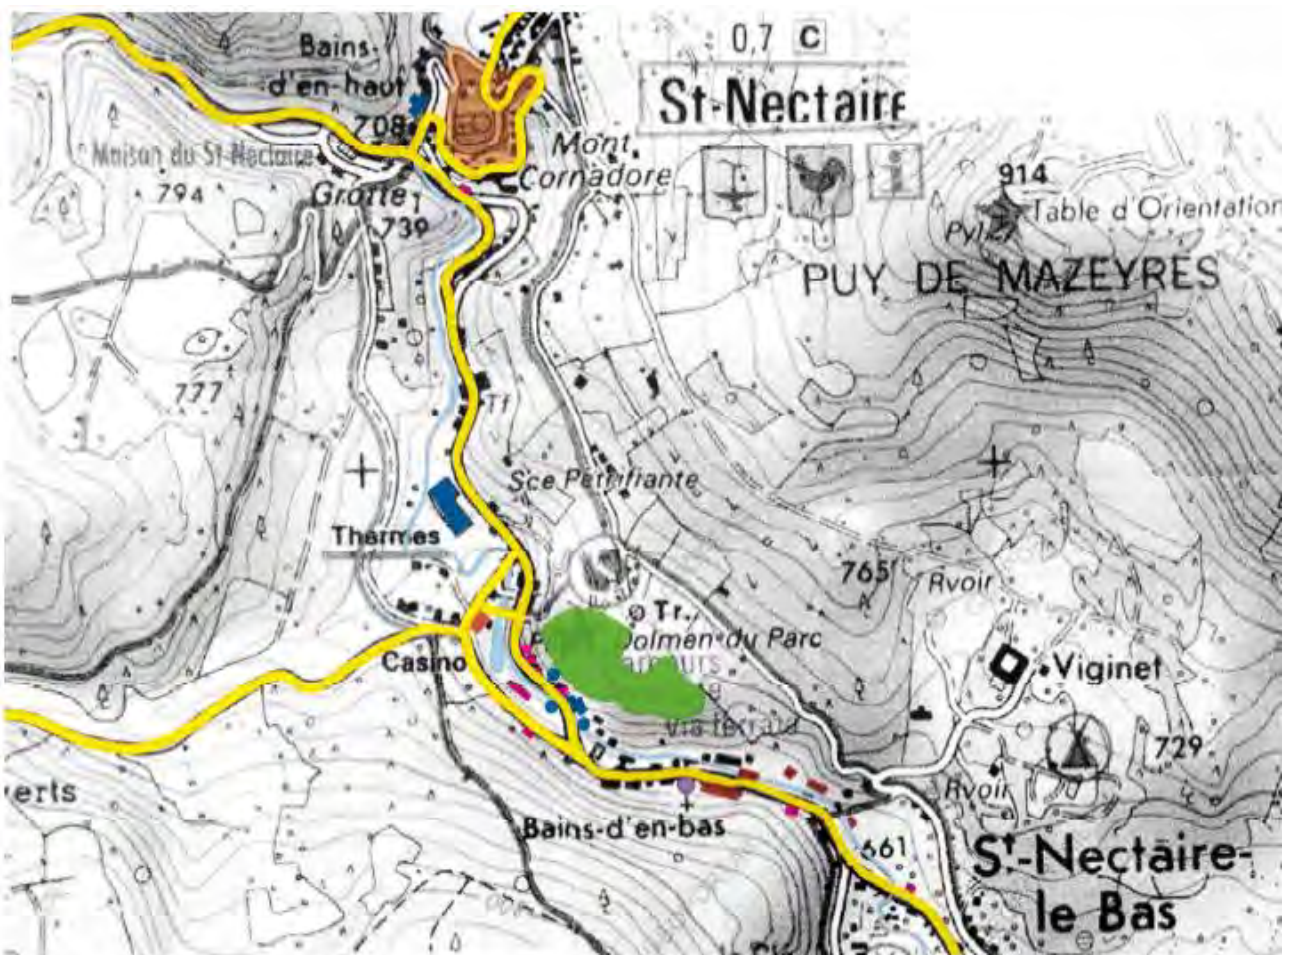 0,7 C
Bains-
d'en-haut
St-Nectaire
708
Mont
Cornadore
Maison du St-Nectaire
794
Grotte
739
914
Table d'Orientation
PUY DE MAZEYRES
777
Tf
Sce Pétrifiante
Thermes
765
Rvoir
Tr.
Dolmen du Parc
Casino
Viginet
Via ferrata
729
erts
Rvoir
Bains-d'en-bas
661
St-Nectaire-
le Bas